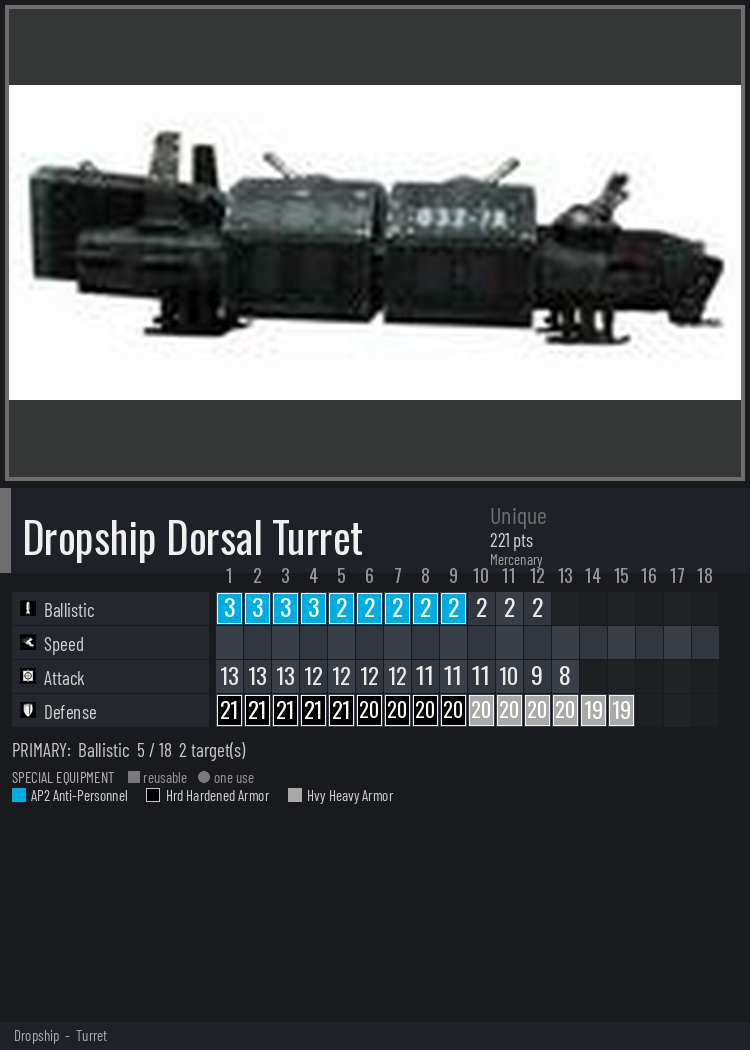 032-7A
Dropship Dorsal Turret
Unique
221 pts
Mercenary
1 2 3 4 5 6 7 8 9 10 11 12 13 14 15 16 17 18
Ballistic 3 3 3 3 2 2 2 2 2 2 2 2
Speed
Attack 13 13 13 12 12 12 12 11 11 11 10 9 8
Defense 21 21 21 21 21 20 20 20 20 20 20 20 20 19 19
PRIMARY: Ballistic 5 / 18 2 target(s)
SPECIAL EQUIPMENT reusable one use
AP2 Anti-Personnel Hrd Hardened Armor Hvy Heavy Armor
Dropship - Turret